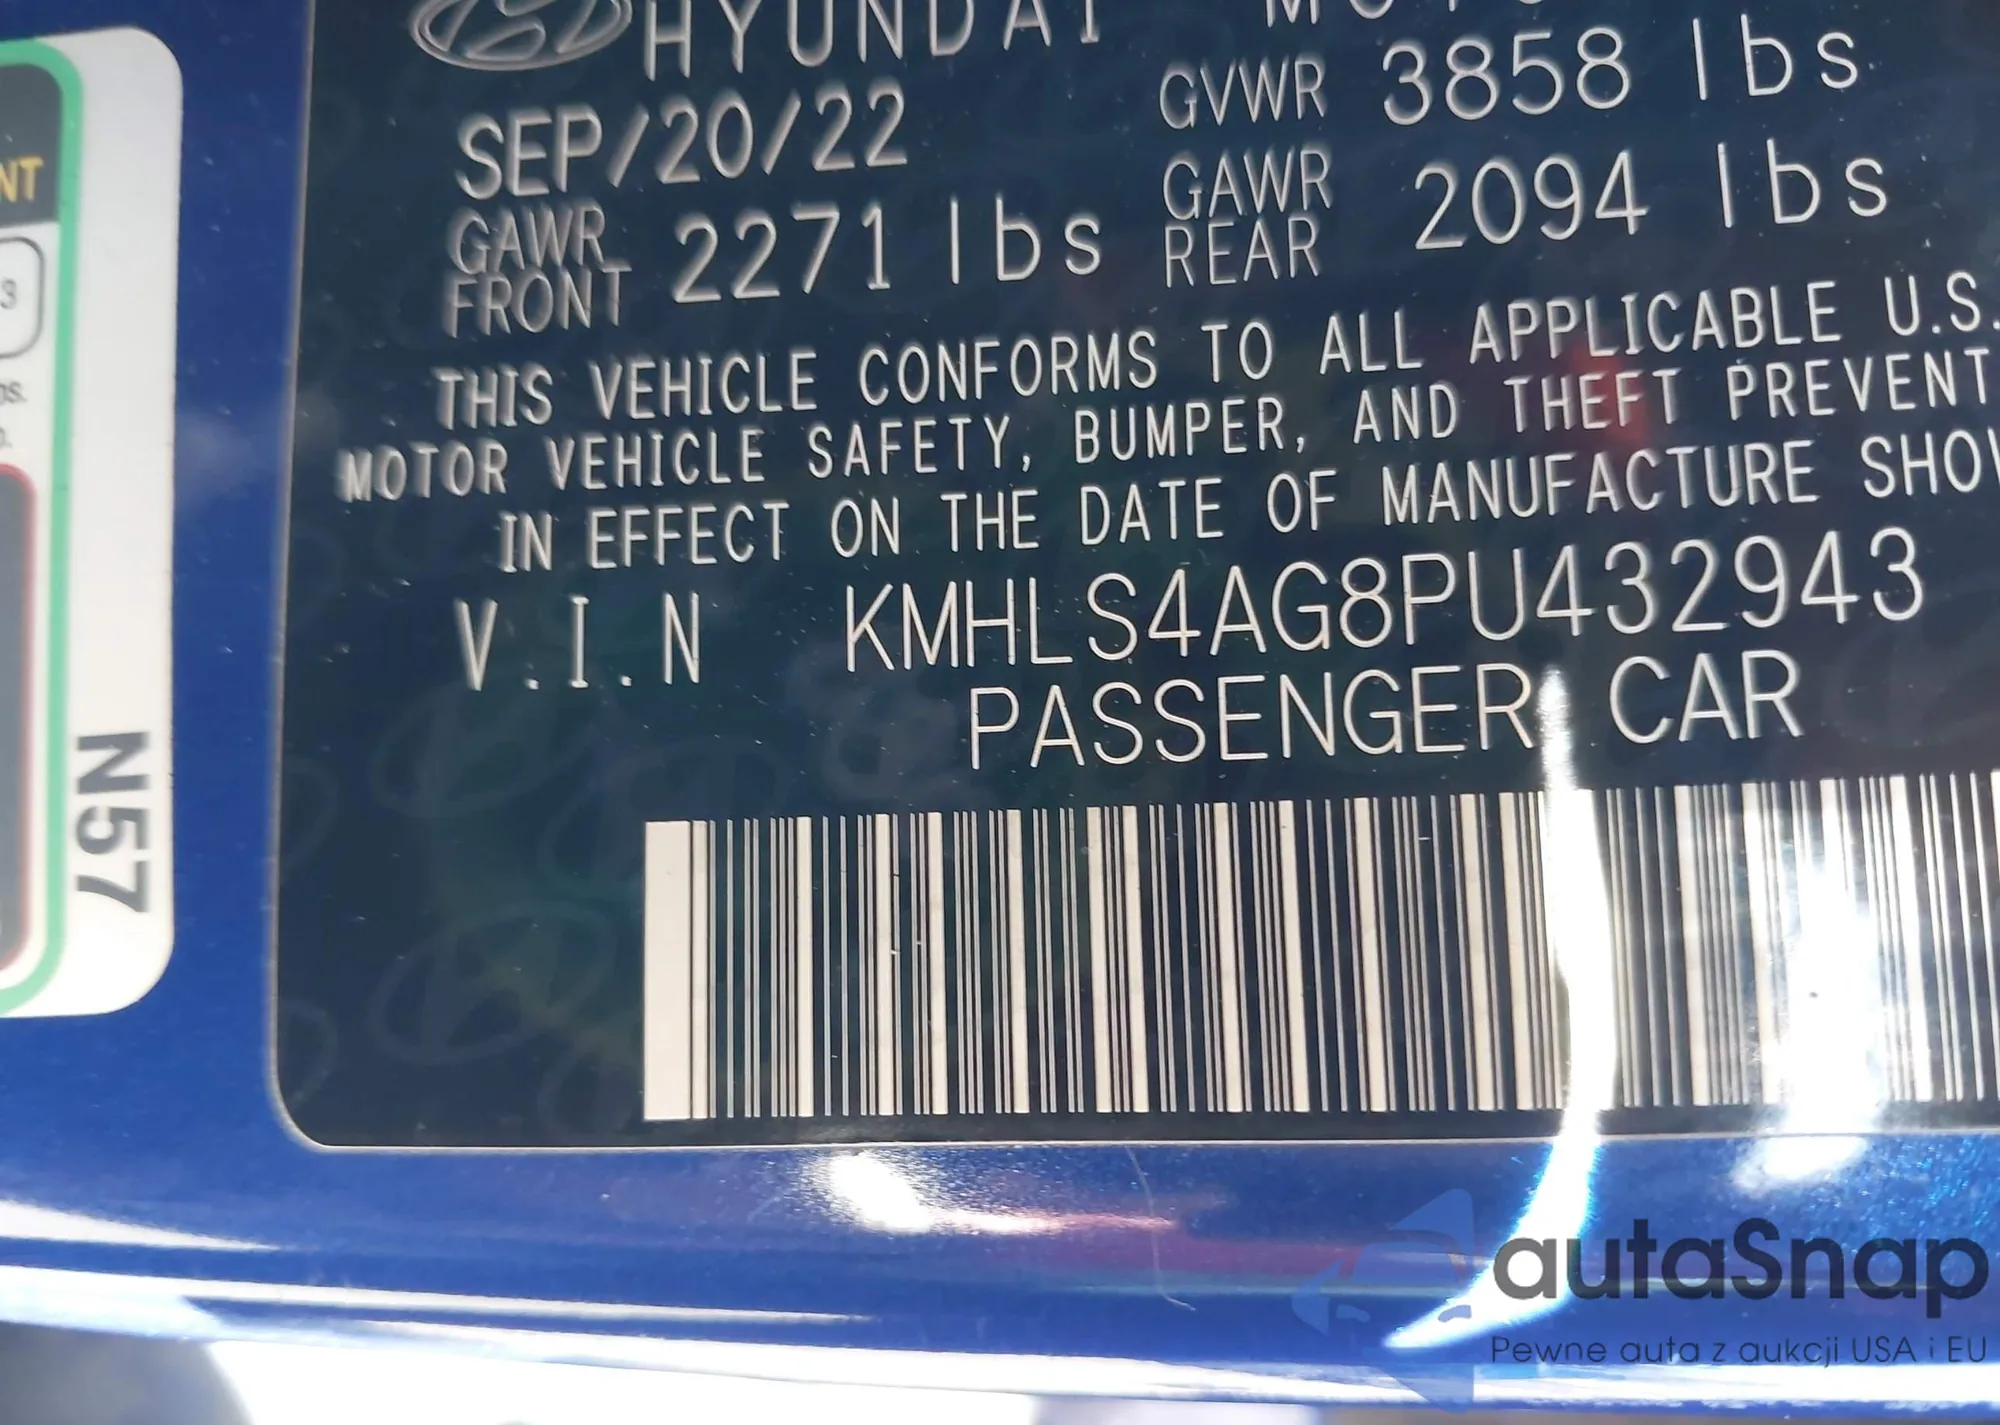 HYUNDAI
SEP/20/22 GVWR 3858 lbs
GAWR FRONT 2271 lbs GAWR REAR 2094 lbs
THIS VEHICLE CONFORMS TO ALL APPLICABLE U.S.
MOTOR VEHICLE SAFETY, BUMPER, AND THEFT PREVENT
IN EFFECT ON THE DATE OF MANUFACTURE SHOW
V.I.N KMHLS4AG8PU432943
PASSENGER CAR
NT
3
N57
autaSnap
Pewne auta z aukcji USA i EU